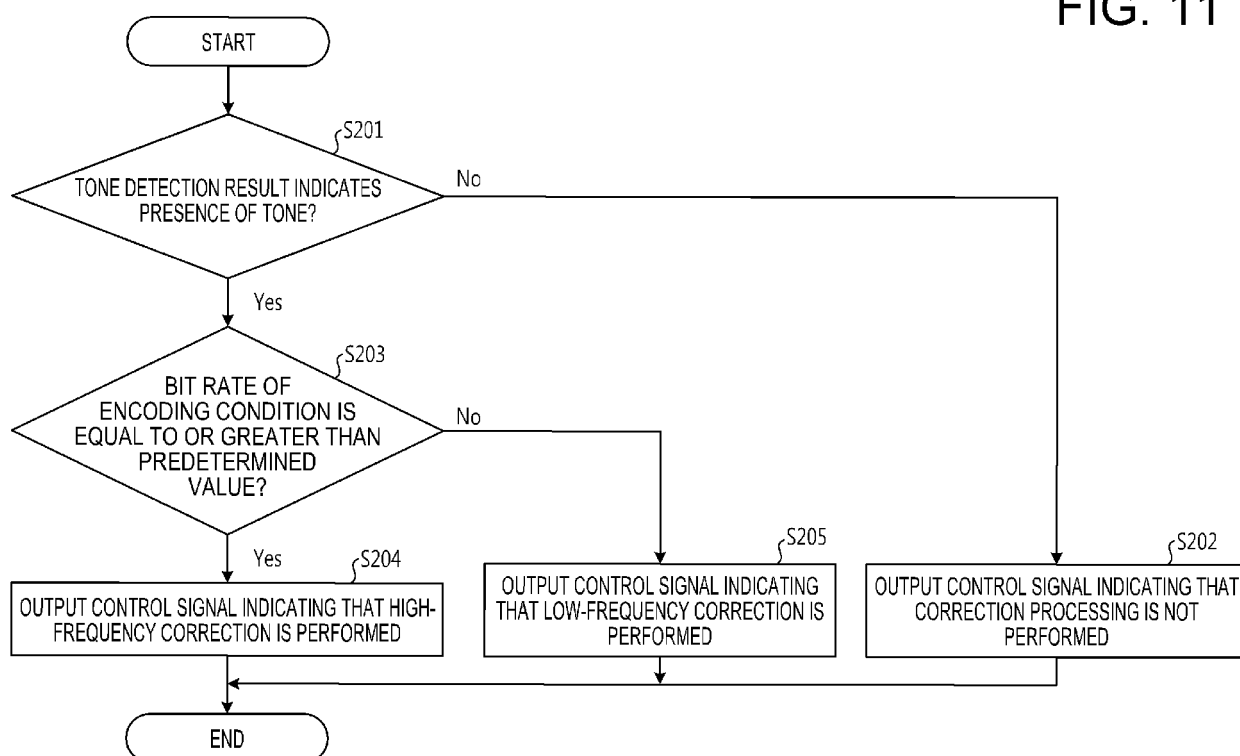 FIG. 11
START
S201
TONE DETECTION RESULT INDICATES
PRESENCE OF TONE?
No
Yes
S203
BIT RATE OF
ENCODING CONDITION IS
EQUAL TO OR GREATER THAN
PREDETERMINED
VALUE?
No
Yes
S204
OUTPUT CONTROL SIGNAL INDICATING THAT HIGH-
FREQUENCY CORRECTION IS PERFORMED
S205
OUTPUT CONTROL SIGNAL INDICATING
THAT LOW-FREQUENCY CORRECTION IS
PERFORMED
S202
OUTPUT CONTROL SIGNAL INDICATING THAT
CORRECTION PROCESSING IS NOT
PERFORMED
END